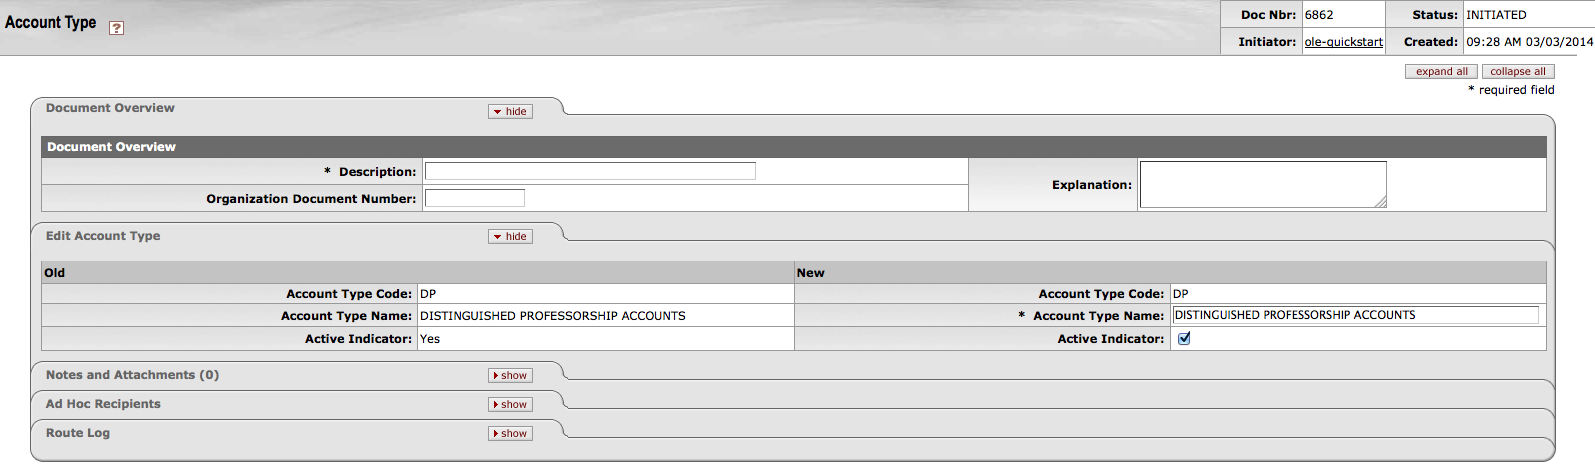 Account Type ?
Doc Nbr: 6862 Status: INITIATED
Initiator: ole-quickstart Created: 09:28 AM 03/03/2014
expand all collapse all
* required field
Document Overview hide
Document Overview
* Description: Explanation:
Organization Document Number:
Edit Account Type hide
Old New
Account Type Code: DP Account Type Code: DP
Account Type Name: DISTINGUISHED PROFESSORSHIP ACCOUNTS * Account Type Name: DISTINGUISHED PROFESSORSHIP ACCOUNTS
Active Indicator: Yes Active Indicator:
Notes and Attachments (0) show
Ad Hoc Recipients show
Route Log show